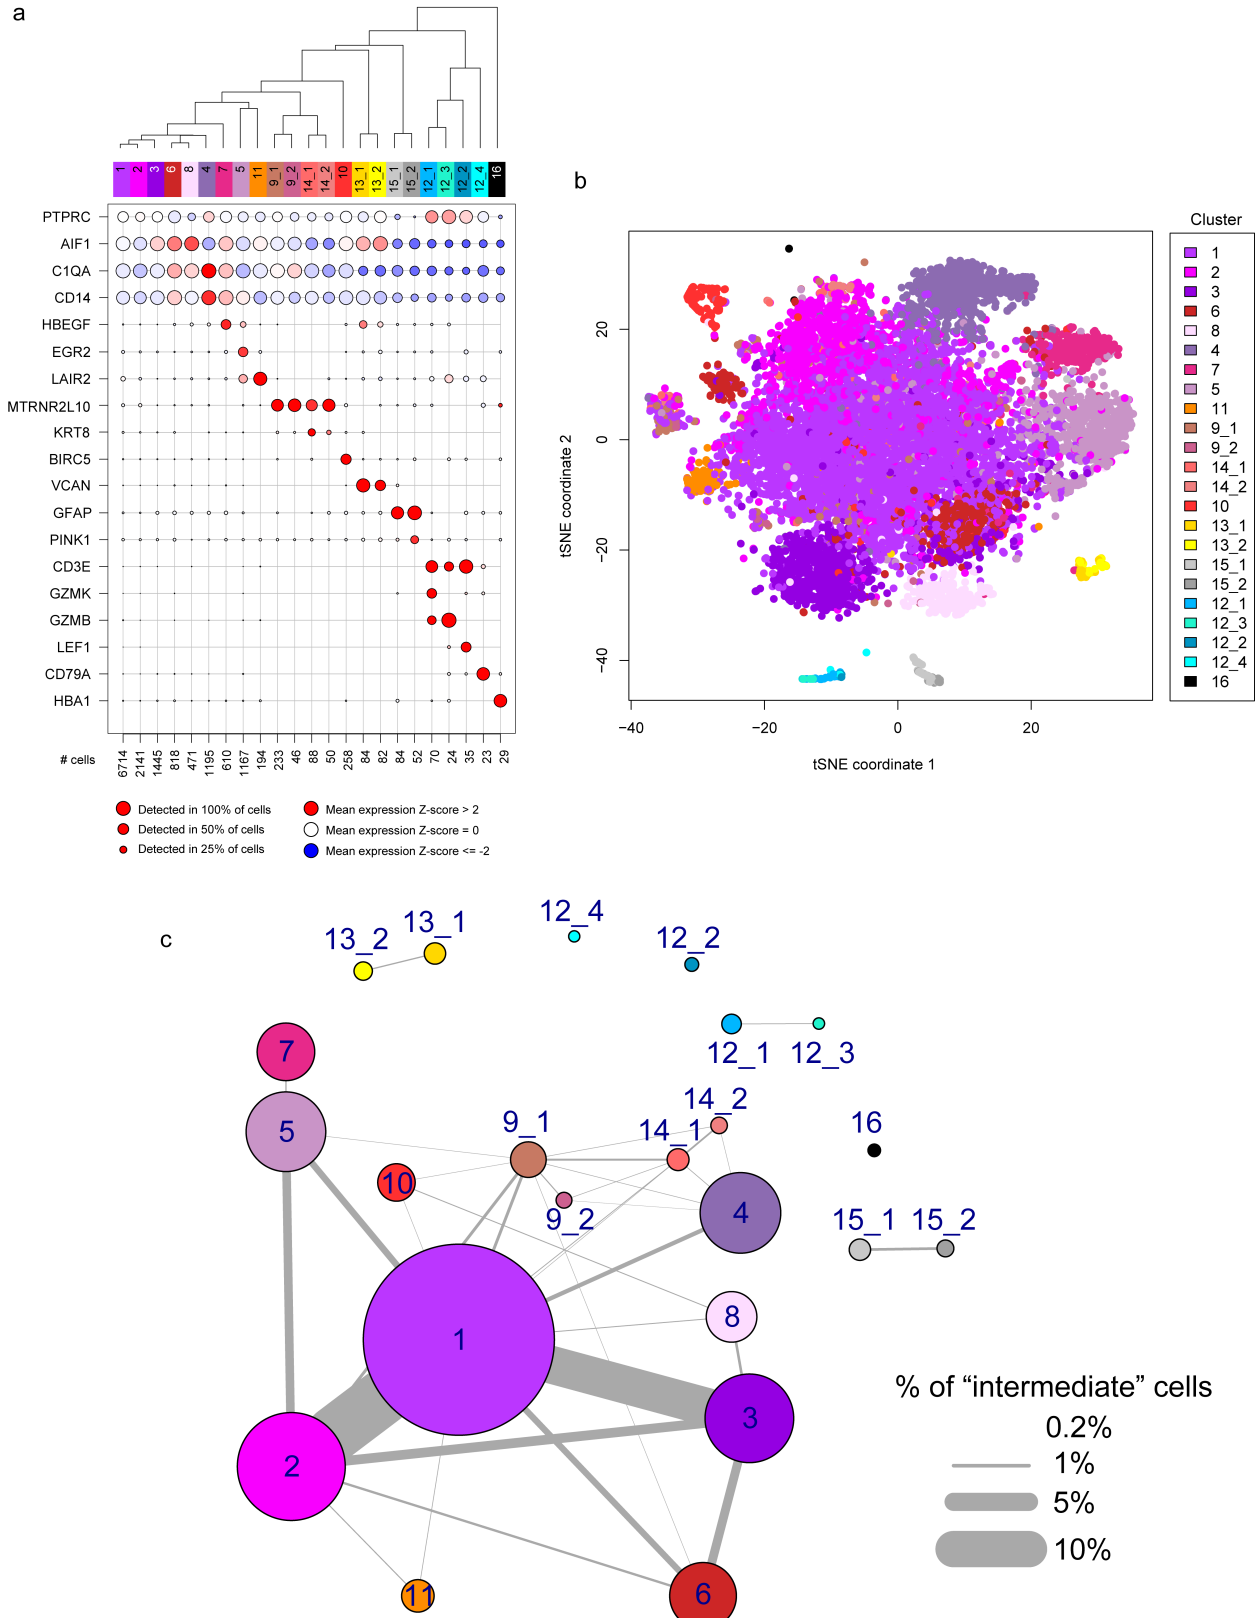 a
1 2 3 6 8 4 7 5 11 9_1 9_2 14_1 14_2 10 13_1 13_2 15_1 15_2 12_1 12_3 12_2 12_4 16
PTPRC
AIF1
C1QA
CD14
HBEGF
EGR2
LAIR2
MTRNR2L10
KRT8
BIRC5
VCAN
GFAP
PINK1
CD3E
GZMK
GZMB
LEF1
CD79A
HBA1
# cells
6714 2141 1445 818 471 1195 610 1167 194 233 46 88 50 258 84 82 84 52 70 24 35 23 29
Detected in 100% of cells
Detected in 50% of cells
Detected in 25% of cells
Mean expression Z-score > 2
Mean expression Z-score = 0
Mean expression Z-score <= -2
b
tSNE coordinate 2
20
0
−20
−40
−40 −20 0 20
tSNE coordinate 1
Cluster
1
2
3
6
8
4
7
5
11
9_1
9_2
14_1
14_2
10
13_1
13_2
15_1
15_2
12_1
12_3
12_2
12_4
16
c
13_2
13_1
12_4
12_2
12_1
12_3
7
5
9_1
14_2
14_1
16
10
9_2
4
15_1
15_2
8
1
3
2
11
6
% of “intermediate” cells
0.2%
1%
5%
10%